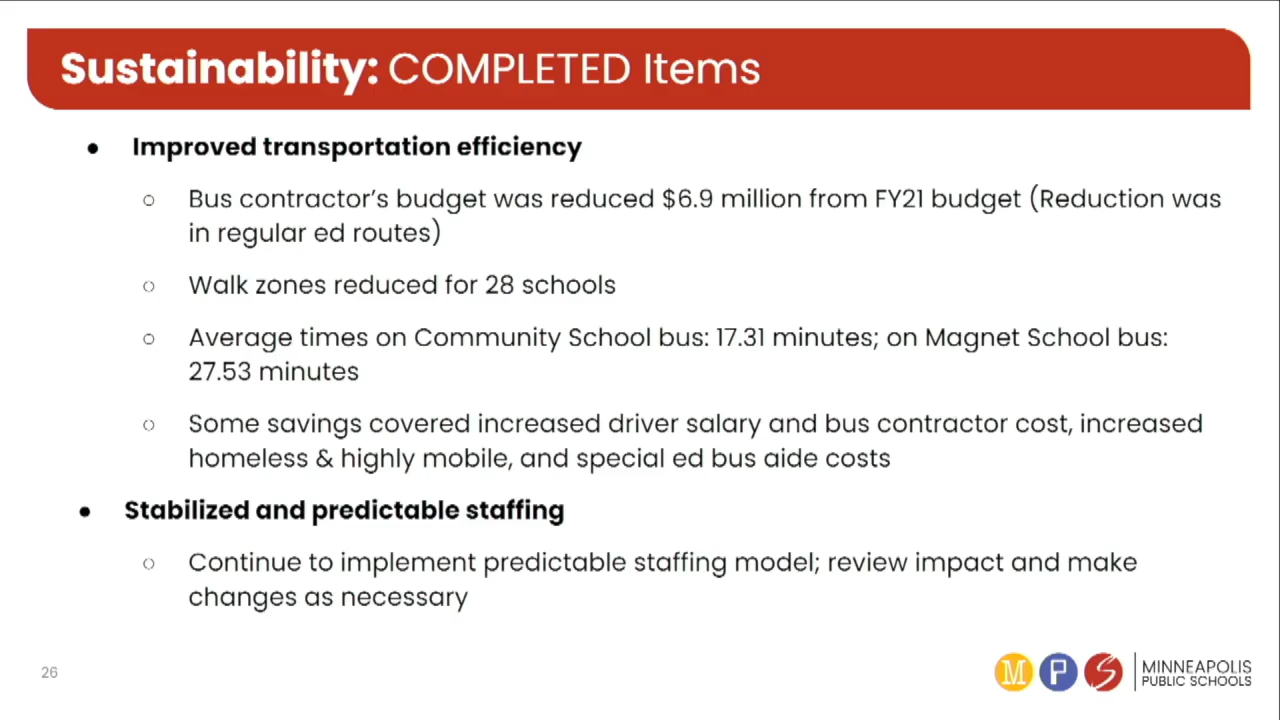 Sustainability: COMPLETED Items
● Improved transportation efficiency
○ Bus contractor's budget was reduced $6.9 million from FY21 budget (Reduction was
in regular ed routes)
○ Walk zones reduced for 28 schools
○ Average times on Community School bus: 17.31 minutes; on Magnet School bus:
27.53 minutes
○ Some savings covered increased driver salary and bus contractor cost, increased
homeless & highly mobile, and special ed bus aide costs
● Stabilized and predictable staffing
○ Continue to implement predictable staffing model; review impact and make
changes as necessary
26
M P S
MINNEAPOLIS
PUBLIC SCHOOLS